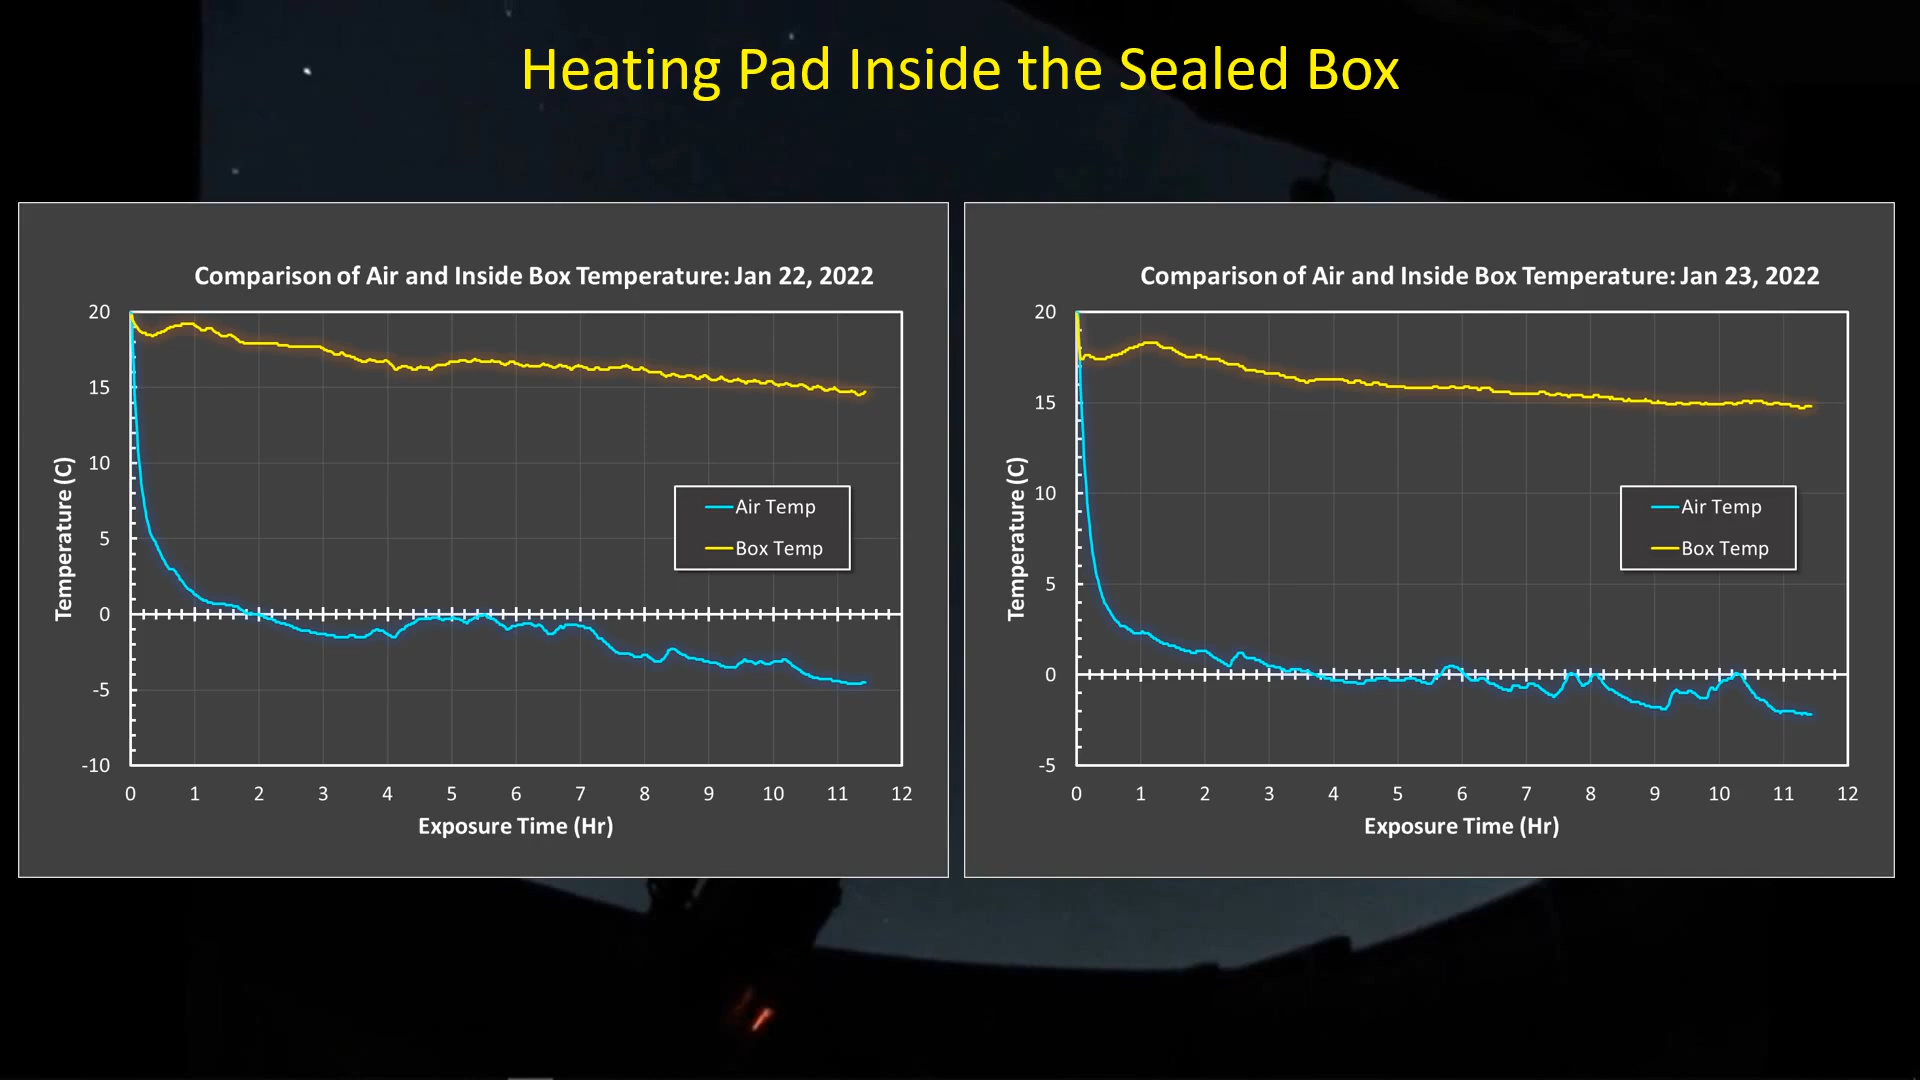 Heating Pad Inside the Sealed Box
Comparison of Air and Inside Box Temperature: Jan 22, 2022
20
15
10
5
0
-5
-10
Temperature (C)
Air Temp
Box Temp
0 1 2 3 4 5 6 7 8 9 10 11 12
Exposure Time (Hr)
Comparison of Air and Inside Box Temperature: Jan 23, 2022
20
15
10
5
0
-5
Temperature (C)
Air Temp
Box Temp
0 1 2 3 4 5 6 7 8 9 10 11 12
Exposure Time (Hr)